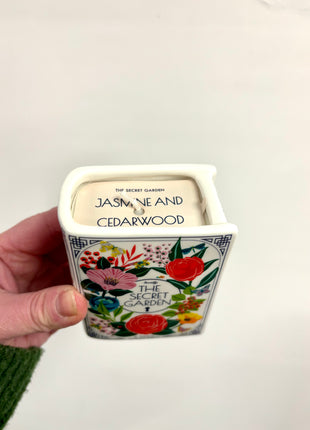 THE SECRET GARDEN
JASMINE AND
CEDARWOOD
THE
SECRET
GARDEN